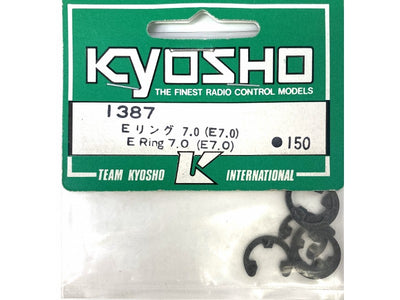 KYOSHO
THE FINEST RADIO CONTROL MODELS
1387
Eリング 7.0 (E7.0)
E Ring 7.0 (E7.0)
●150
TEAM KYOSHO K INTERNATIONAL